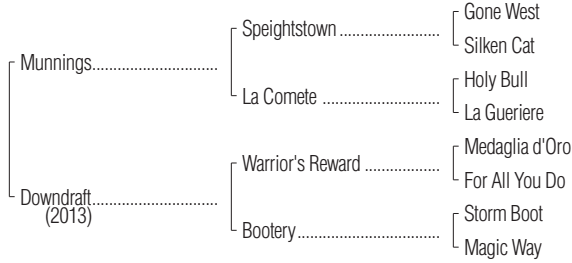 Gone West
Speightstown
Silken Cat
Munnings
Holy Bull
La Comete
La Gueriere
Medaglia d'Oro
Warrior's Reward
For All You Do
Downdraft
(2013)
Storm Boot
Bootery
Magic Way